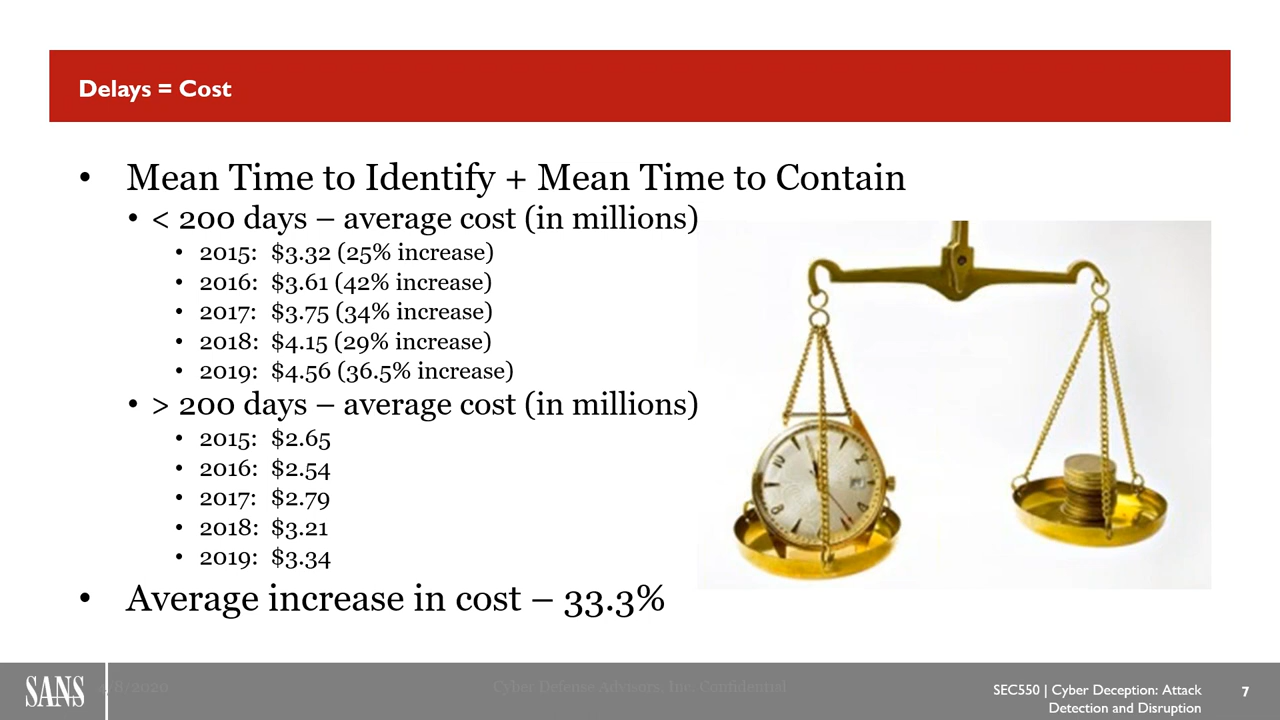 Delays = Cost
• Mean Time to Identify + Mean Time to Contain
• < 200 days – average cost (in millions)
• 2015: $3.32 (25% increase)
• 2016: $3.61 (42% increase)
• 2017: $3.75 (34% increase)
• 2018: $4.15 (29% increase)
• 2019: $4.56 (36.5% increase)
• > 200 days – average cost (in millions)
• 2015: $2.65
• 2016: $2.54
• 2017: $2.79
• 2018: $3.21
• 2019: $3.34
• Average increase in cost – 33.3%
SANS
/8/2020
Cyber Defense Advisors, Inc. Confidential
SEC550 | Cyber Deception: Attack
Detection and Disruption
7